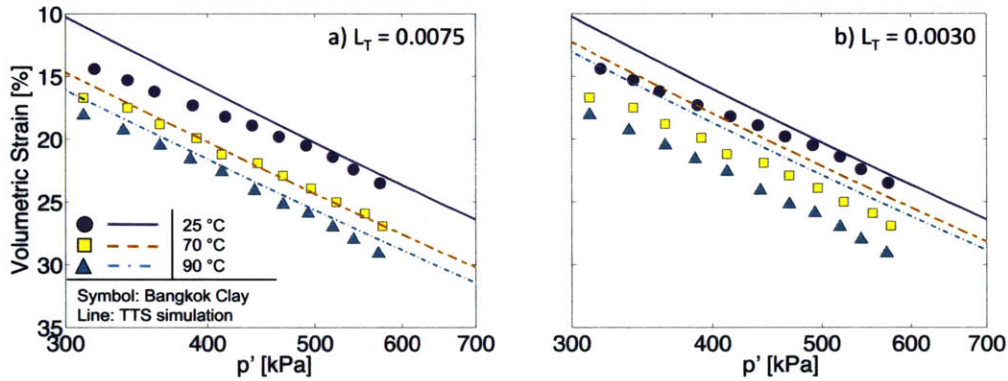 a) L_T = 0.0075
b) L_T = 0.0030
Volumetric Strain [%]
10
15
20
25
30
35
25 °C
70 °C
90 °C
Symbol: Bangkok Clay
Line: TTS simulation
300 400 500 600 700
300 400 500 600 700
p' [kPa]
p' [kPa]